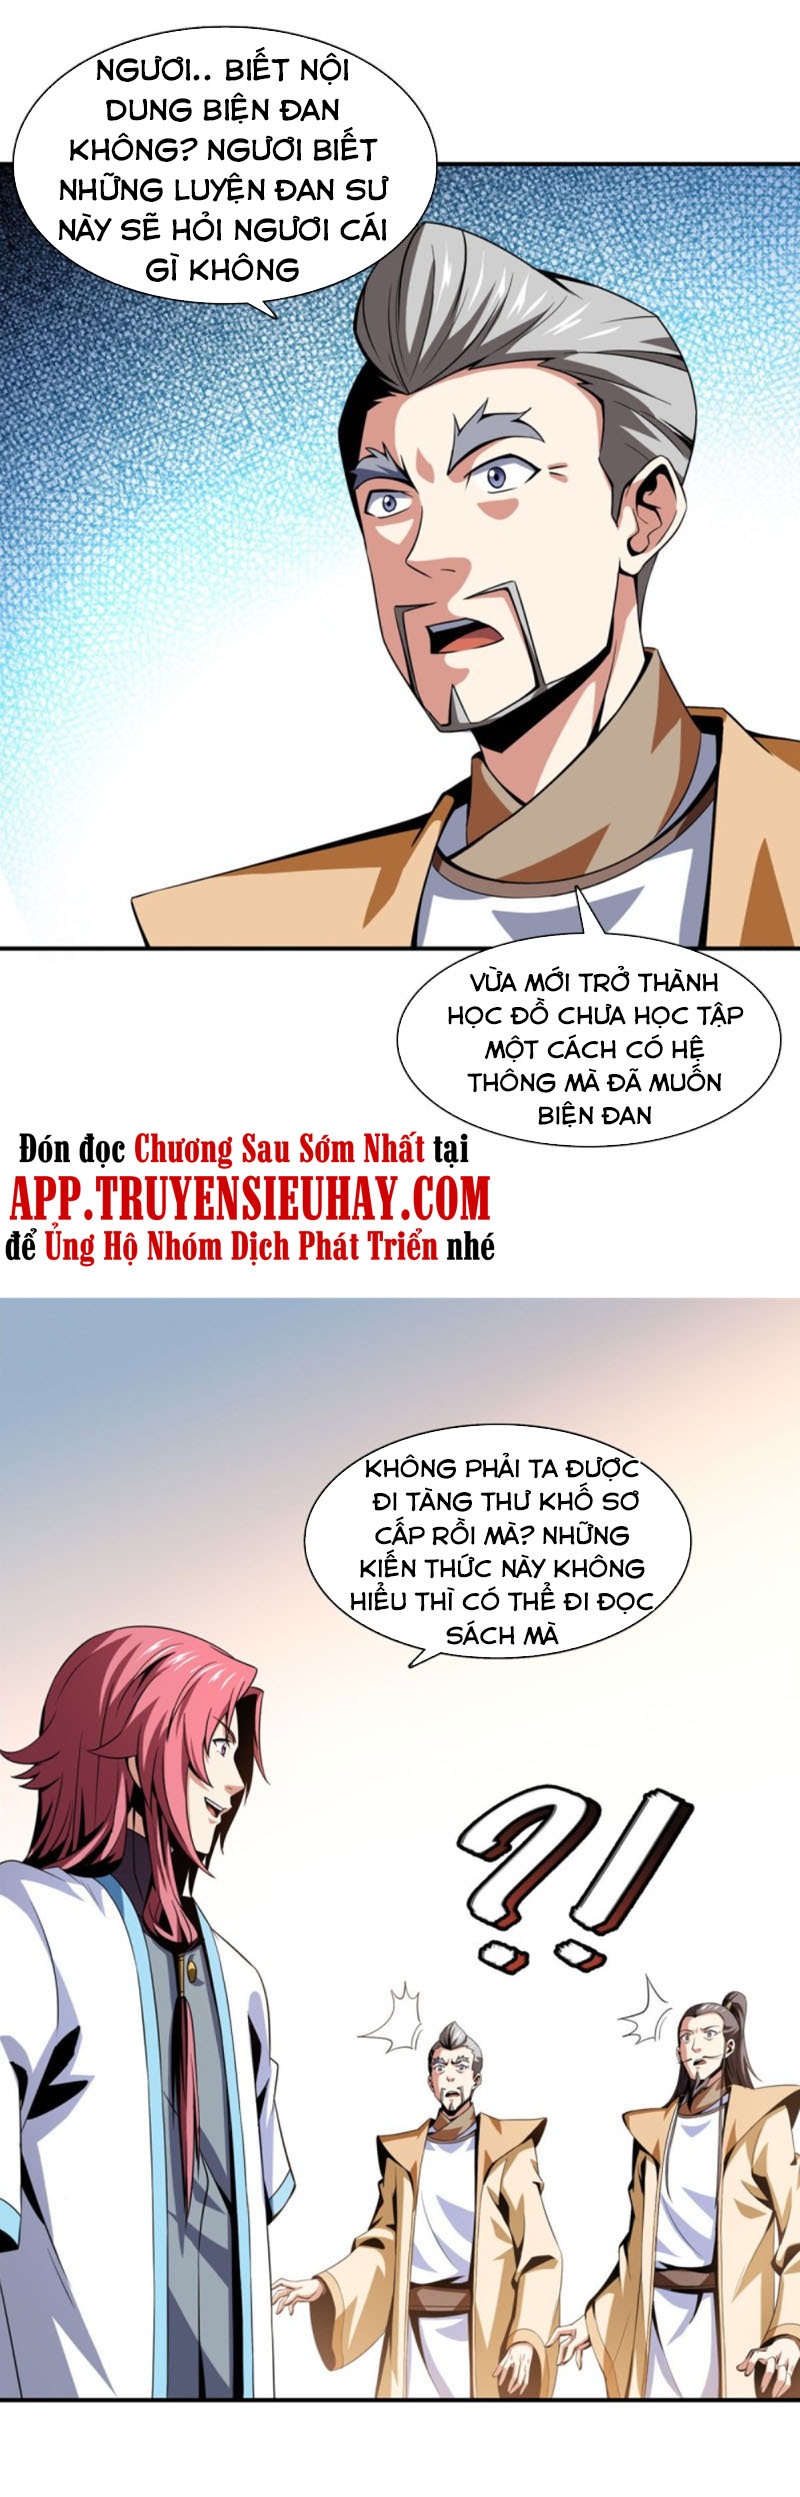 NGƯƠI.. BIẾT NỘI
DUNG BIỆN ĐAN
KHÔNG? NGƯƠI BIẾT
NHỮNG LUYỆN ĐAN SƯ
NÀY SẼ HỎI NGƯƠI CÁI
GÌ KHÔNG
VỪA MỚI TRỞ THÀNH
HỌC ĐỒ CHƯA HỌC TẬP
MỘT CÁCH CÓ HỆ
THÔNG MÀ ĐÃ MUỐN
BIỆN ĐAN
Đón đọc Chương Sau Sớm Nhất tại
APP.TRUYENSIEUHAY.COM
để Ủng Hộ Nhóm Dịch Phát Triển nhé
KHÔNG PHẢI TA ĐƯỢC
ĐI TÀNG THƯ KHỐ SƠ
CẤP RỒI MÀ? NHỮNG
KIẾN THỨC NÀY KHÔNG
HIỂU THÌ CÓ THỂ ĐI ĐỌC
SÁCH MÀ
?!